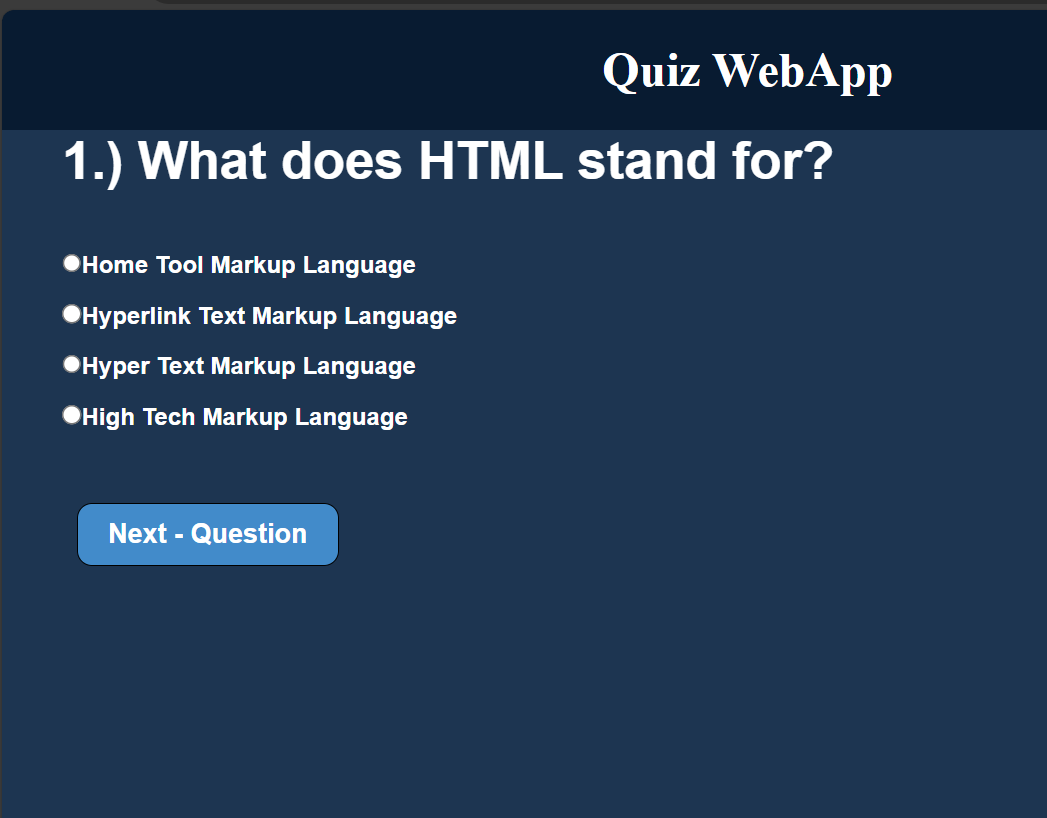 Quiz WebApp
1.) What does HTML stand for?
Home Tool Markup Language
Hyperlink Text Markup Language
Hyper Text Markup Language
High Tech Markup Language
Next - Question